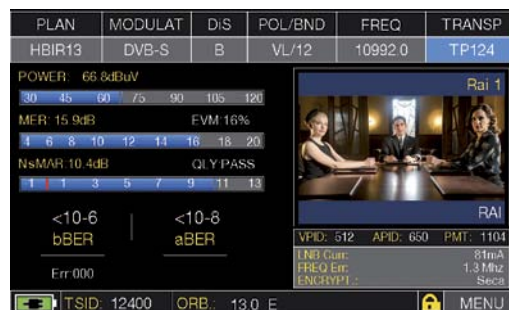 PLAN MODULAT DiS POL/BND FREQ TRANSP
HBIR13 DVB-S B VL/12 10992.0 TP124
POWER: 66.8dBuV
30 45 60 75 90 105 120
MER: 15.9dB EVM:16%
4 6 8 10 12 14 16 18 20
NsMAR:10.4dB QLY:PASS
1 1 3 5 7 9 11 13
<10-6 <10-8
bBER aBER
Err:000
Rai 1
RAI
VPID: 512 APID: 650 PMT: 1104
LNB Curr: 81mA
FREQ Err: 1.3 Mhz
ENCRYPT.: Seca
TSID: 12400 ORB.: 13.0 E MENU